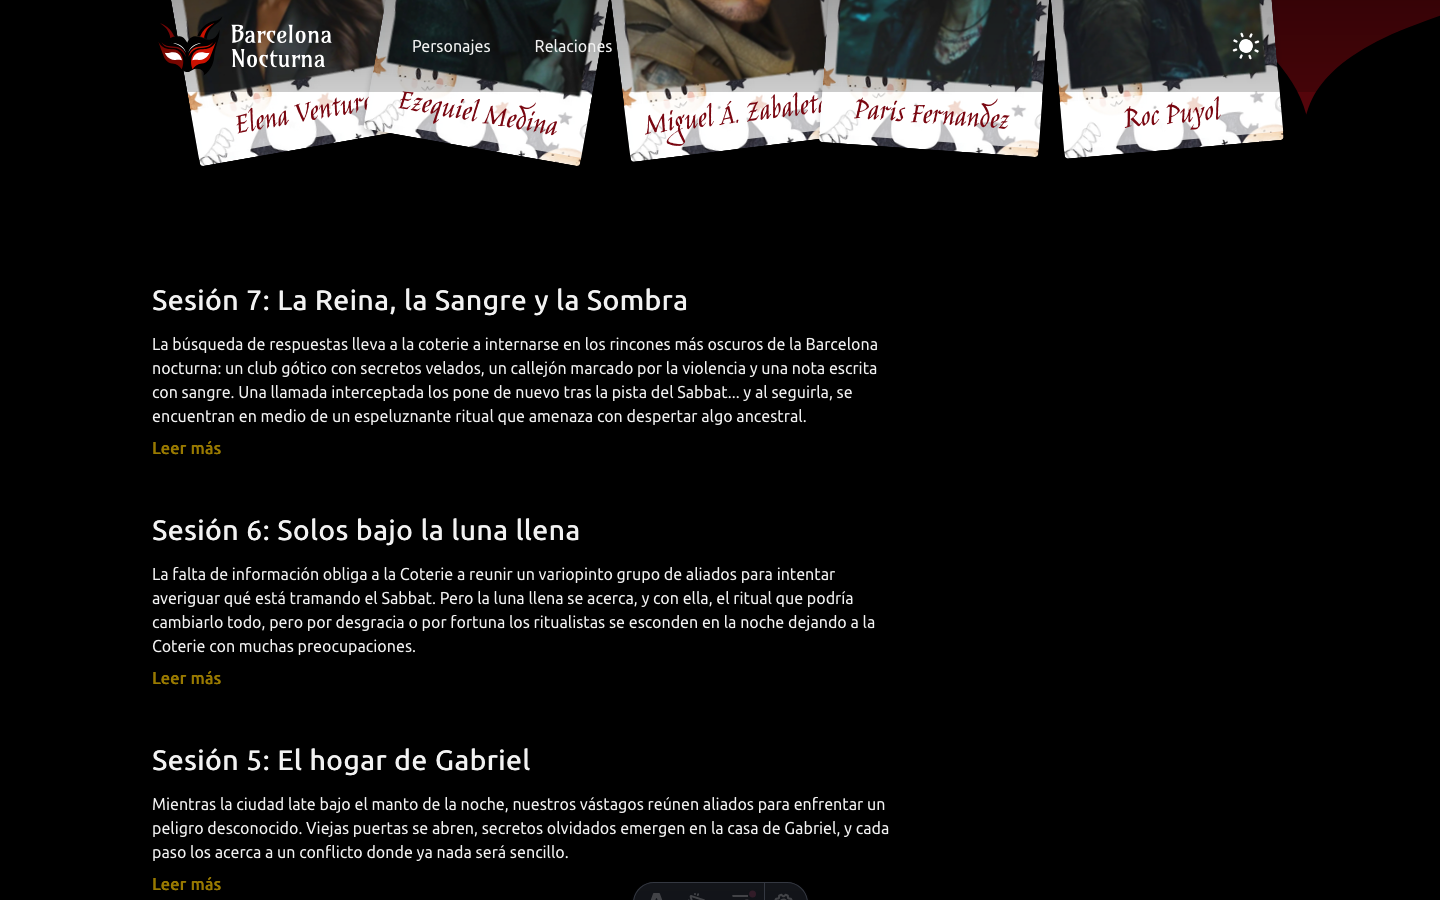 Barcelona
Nocturna
Personajes
Relaciones
Elena Ventur
Ezequiel Medina
Miguel Á. Zabaleta
Paris Fernandez
Roc Puyol
Sesión 7: La Reina, la Sangre y la Sombra
La búsqueda de respuestas lleva a la coterie a internarse en los rincones más oscuros de la Barcelona
nocturna: un club gótico con secretos velados, un callejón marcado por la violencia y una nota escrita
con sangre. Una llamada interceptada los pone de nuevo tras la pista del Sabbat... y al seguirla, se
encuentran en medio de un espeluznante ritual que amenaza con despertar algo ancestral.
Leer más
Sesión 6: Solos bajo la luna llena
La falta de información obliga a la Coterie a reunir un variopinto grupo de aliados para intentar
averiguar qué está tramando el Sabbat. Pero la luna llena se acerca, y con ella, el ritual que podría
cambiarlo todo, pero por desgracia o por fortuna los ritualistas se esconden en la noche dejando a la
Coterie con muchas preocupaciones.
Leer más
Sesión 5: El hogar de Gabriel
Mientras la ciudad late bajo el manto de la noche, nuestros vástagos reúnen aliados para enfrentar un
peligro desconocido. Viejas puertas se abren, secretos olvidados emergen en la casa de Gabriel, y cada
paso los acerca a un conflicto donde ya nada será sencillo.
Leer más